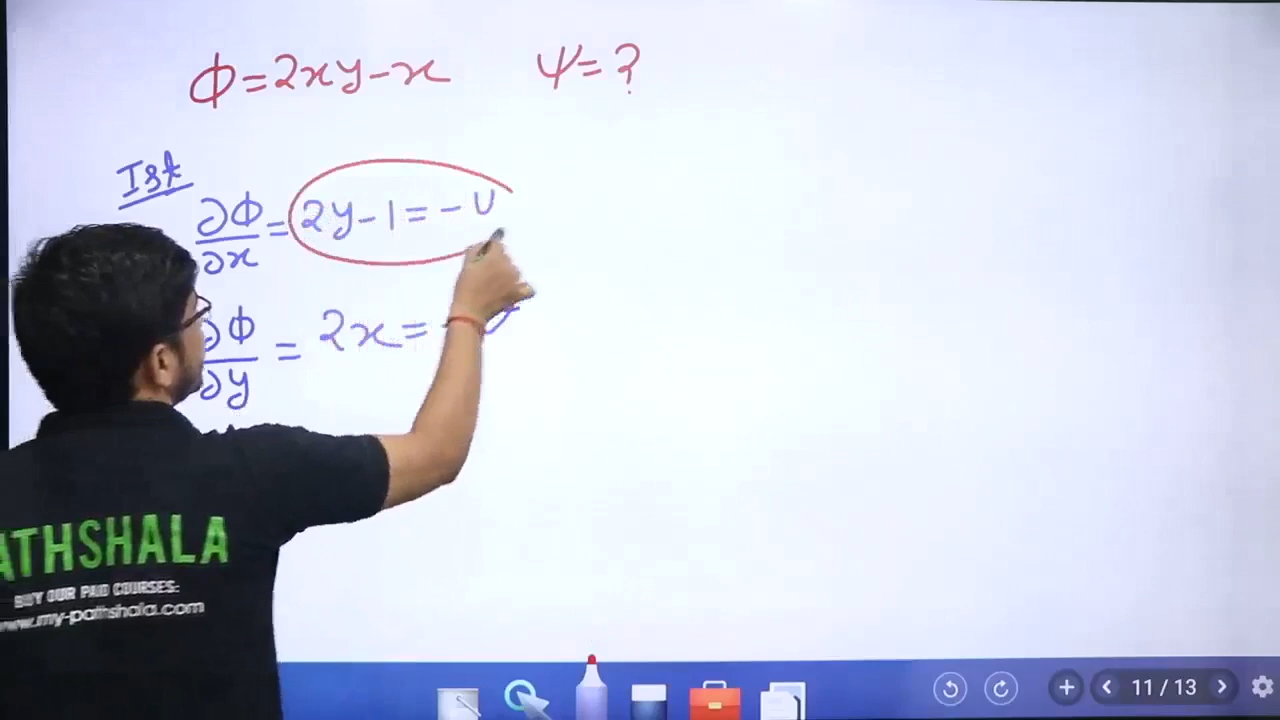 ϕ=2xy-x ψ=?
Ist
∂ϕ/∂x = 2y-1=-u
∂ϕ/∂y = 2x=
ATHSHALA
BUY OUR PAID COURSES:
www.my-pathshala.com
11 / 13